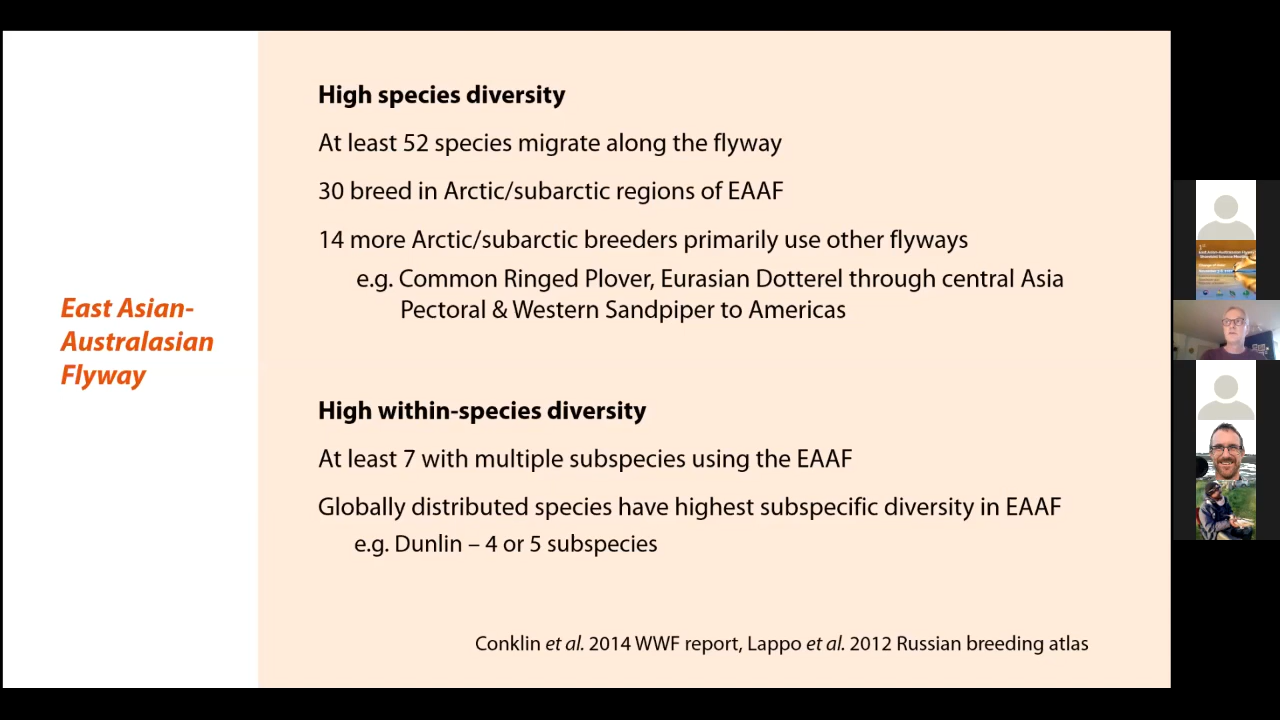 East Asian-
Australasian
Flyway
High species diversity
At least 52 species migrate along the flyway
30 breed in Arctic/subarctic regions of EAAF
14 more Arctic/subarctic breeders primarily use other flyways
e.g. Common Ringed Plover, Eurasian Dotterel through central Asia
Pectoral & Western Sandpiper to Americas
High within-species diversity
At least 7 with multiple subspecies using the EAAF
Globally distributed species have highest subspecific diversity in EAAF
e.g. Dunlin – 4 or 5 subspecies
Conklin et al. 2014 WWF report, Lappo et al. 2012 Russian breeding atlas